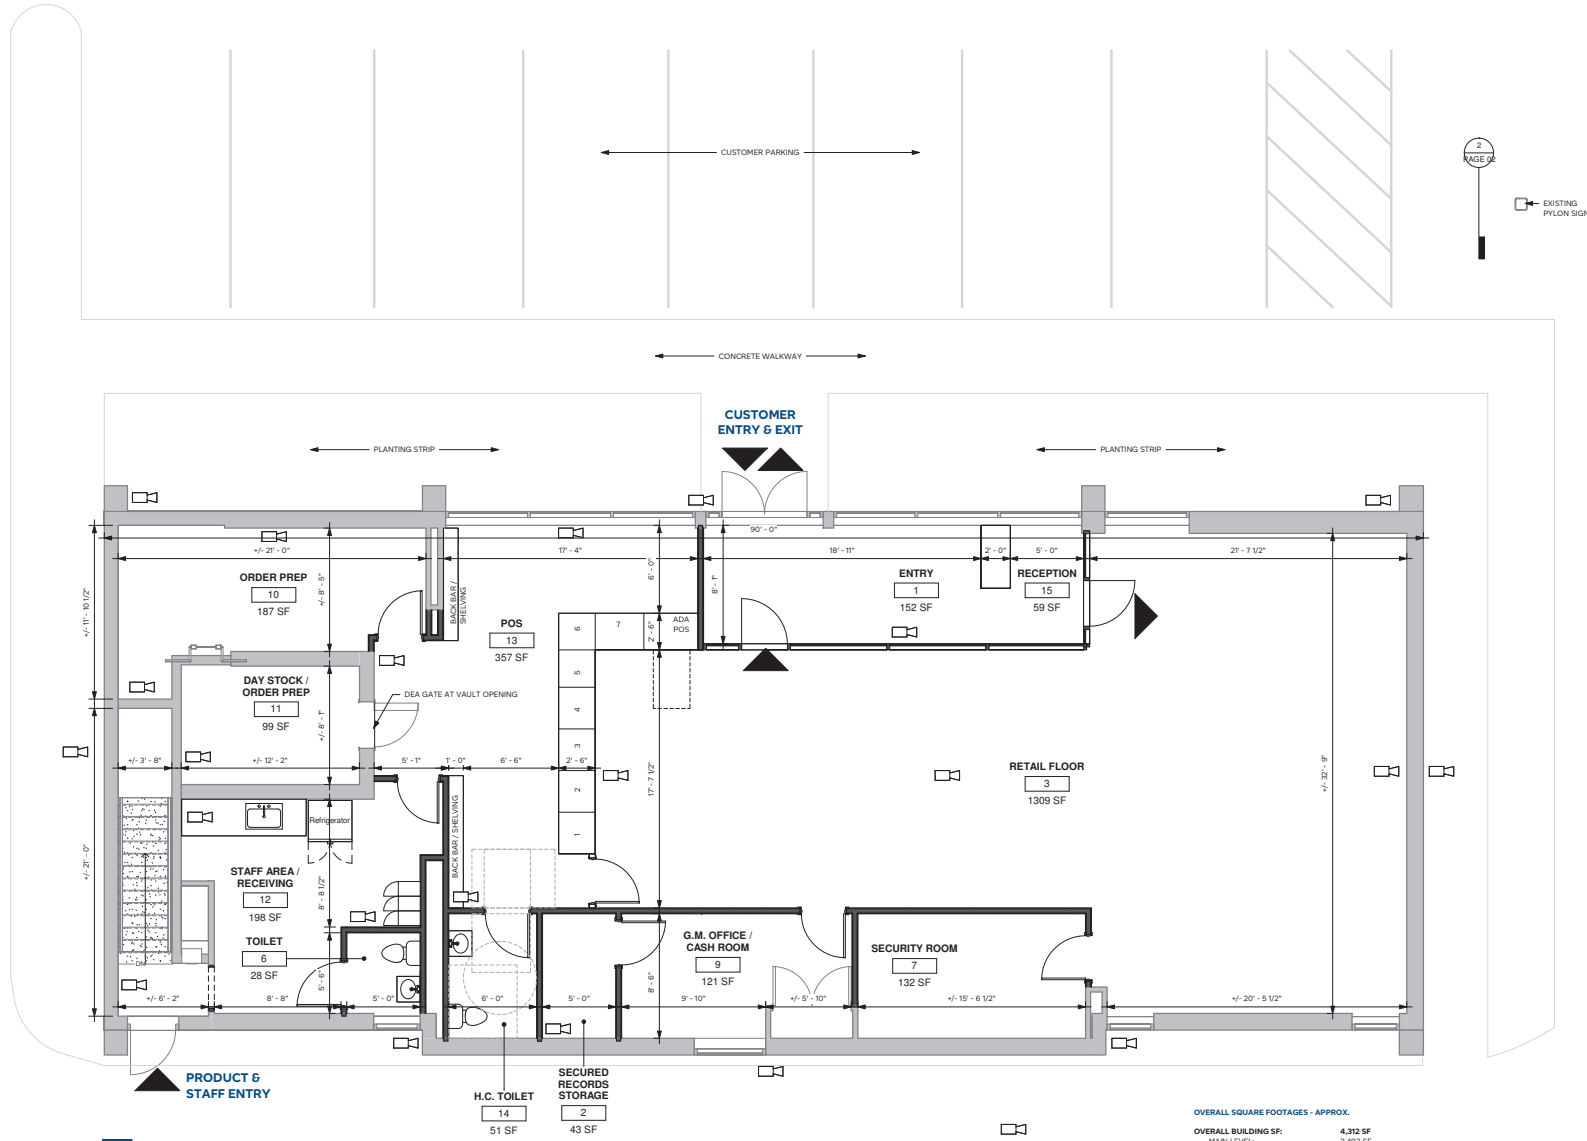 CUSTOMER PARKING
2
PAGE 02
EXISTING
PYLON SIGN
CONCRETE WALKWAY
CUSTOMER
ENTRY & EXIT
PLANTING STRIP
PLANTING STRIP
90' - 0"
+/- 21' - 0"
17' - 4"
18' - 11"
2' - 0"
5' - 0"
21' - 7 1/2"
+/- 11' - 10 1/2"
ORDER PREP
10
187 SF
+/- 8' - 5"
BACK BAR /
SHELVING
POS
13
357 SF
6' - 0"
8' - 1"
ENTRY
1
152 SF
RECEPTION
15
59 SF
6
7
2' - 6"
ADA
POS
DAY STOCK /
ORDER PREP
11
99 SF
+/- 8' - 1"
DEA GATE AT VAULT OPENING
5
4
3
2
1
+/- 3' - 8"
+/- 12' - 2"
5' - 1"
1' - 0"
6' - 6"
2' - 6"
17' - 7 1/2"
RETAIL FLOOR
3
1309 SF
+/- 32' - 9"
+/- 21' - 0"
Refrigerator
BACK BAR / SHELVING
STAFF AREA /
RECEIVING
12
198 SF
8' - 8 1/2"
TOILET
6
28 SF
5' - 6"
DN
G.M. OFFICE /
CASH ROOM
9
121 SF
8' - 6"
SECURITY ROOM
7
132 SF
+/- 6' - 2"
8' - 8"
5' - 0"
6' - 0"
5' - 0"
9' - 10"
+/- 5' - 10"
+/- 15' - 6 1/2"
+/- 20' - 5 1/2"
PRODUCT &
STAFF ENTRY
H.C. TOILET
14
51 SF
SECURED
RECORDS
STORAGE
2
43 SF
OVERALL SQUARE FOOTAGES - APPROX.
OVERALL BUILDING SF: 4,312 SF